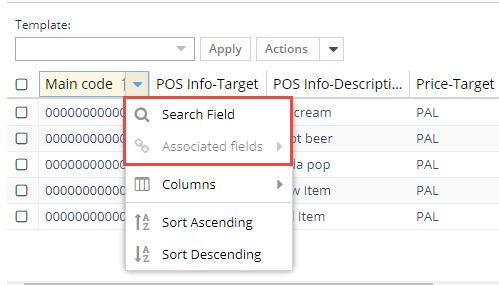 Template:
Apply
Actions
Main code POS Info-Target POS Info-Descripti... Price-Target
00000000000 cream PAL
00000000000 t beer PAL
00000000000 la pop PAL
00000000000 w Item PAL
00000000000 Item PAL
Search Field
Associated fields
Columns
Sort Ascending
Sort Descending